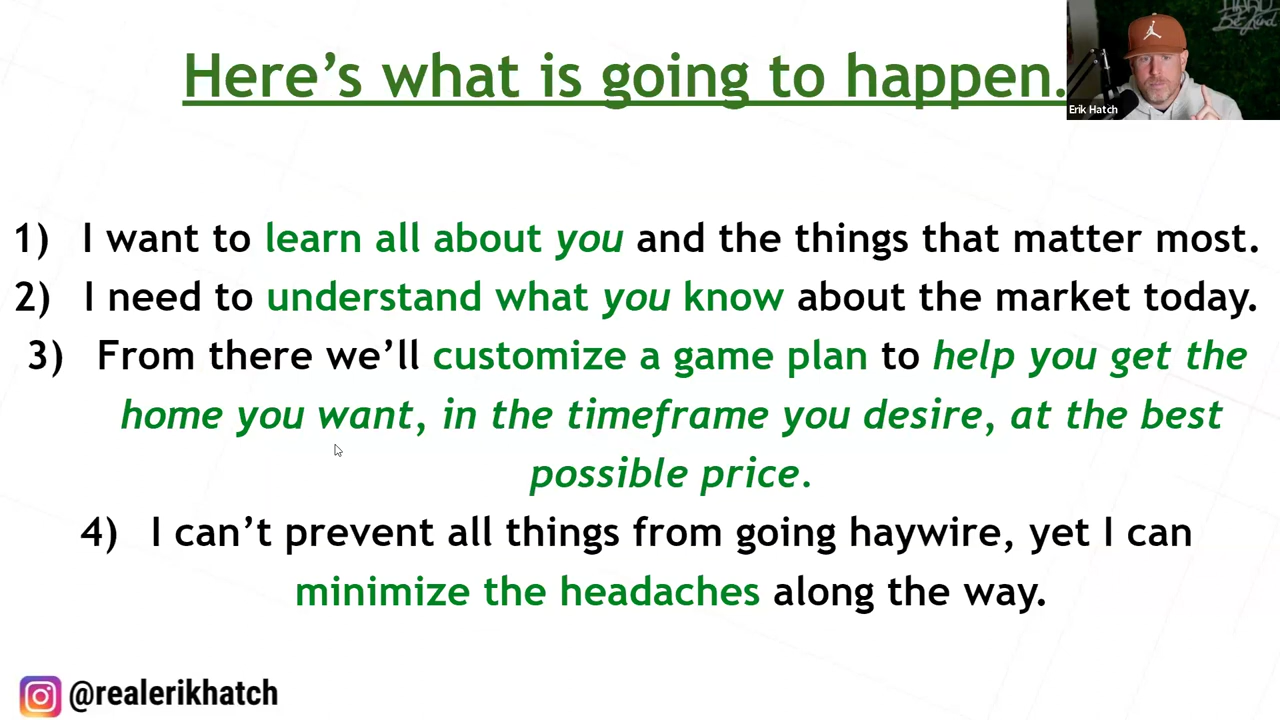 Here's what is going to happen.
Be Kind
Erik Hatch
1) I want to learn all about you and the things that matter most.
2) I need to understand what you know about the market today.
3) From there we'll customize a game plan to help you get the
home you want, in the timeframe you desire, at the best
possible price.
4) I can't prevent all things from going haywire, yet I can
minimize the headaches along the way.
@realerikhatch